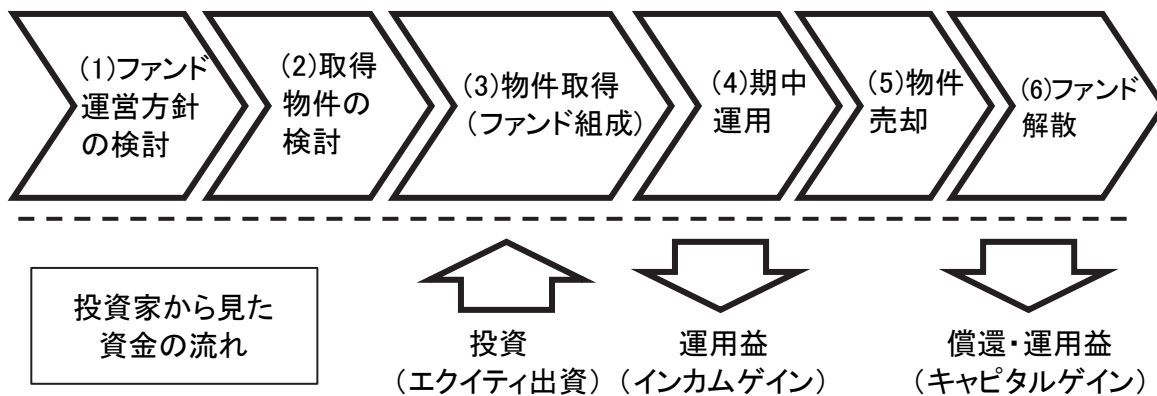 (1)ファンド
運営方針
の検討
(2)取得
物件の
検討
(3)物件取得
(ファンド組成)
(4)期中
運用
(5)物件
売却
(6)ファンド
解散
投資家から見た
資金の流れ
投資
(エクイティ出資)
運用益
(インカムゲイン)
償還・運用益
(キャピタルゲイン)